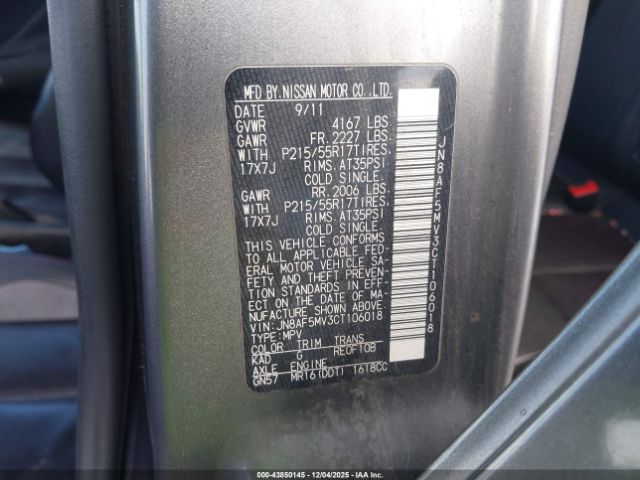 MFD BY.NISSAN MOTOR CO.,LTD.
DATE 9/11
GVWR 4167 LBS
GAWR FR. 2227 LBS.
WITH P215/55R17TIRES.
17X7J RIMS. AT35PSI
COLD SINGLE.
GAWR RR. 2006 LBS.
WITH P215/55R17TIRES.
17X7J RIMS. AT35PSI
COLD SINGLE.
THIS VEHICLE CONFORMS
TO ALL APPLICABLE FED-
ERAL MOTOR VEHICLE SA-
FETY AND THEFT PREVEN-
TION STANDARDS IN EFF-
ECT ON THE DATE OF MA-
NUFACTURE SHOWN ABOVE.
VIN: JN8AF5MV3CT106018
TYPE: MPV
COLOR TRIM TRANS
KAD G RE0F10B
AXLE ENGINE
GN57 MR16(DDT) 1618CC
JN8AF5MV3CT106018
© 000-43850145 - 12/04/2025 - IAAI.COM